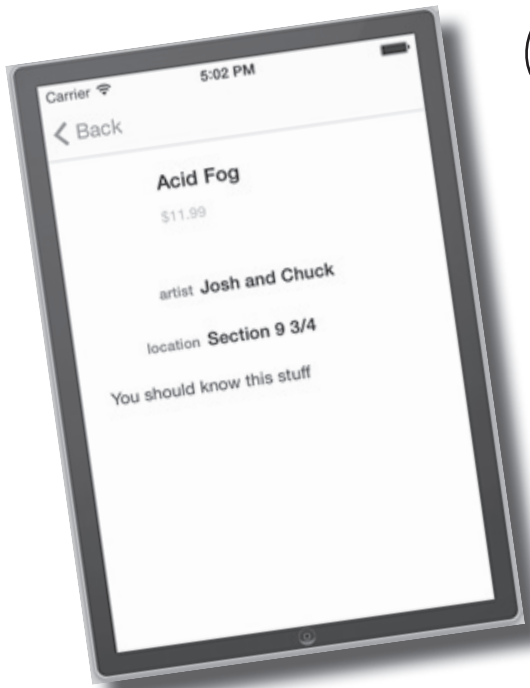 Carrier 5:02 PM
Back
Acid Fog
$11.99
artist Josh and Chuck
location Section 9 3/4
You should know this stuff